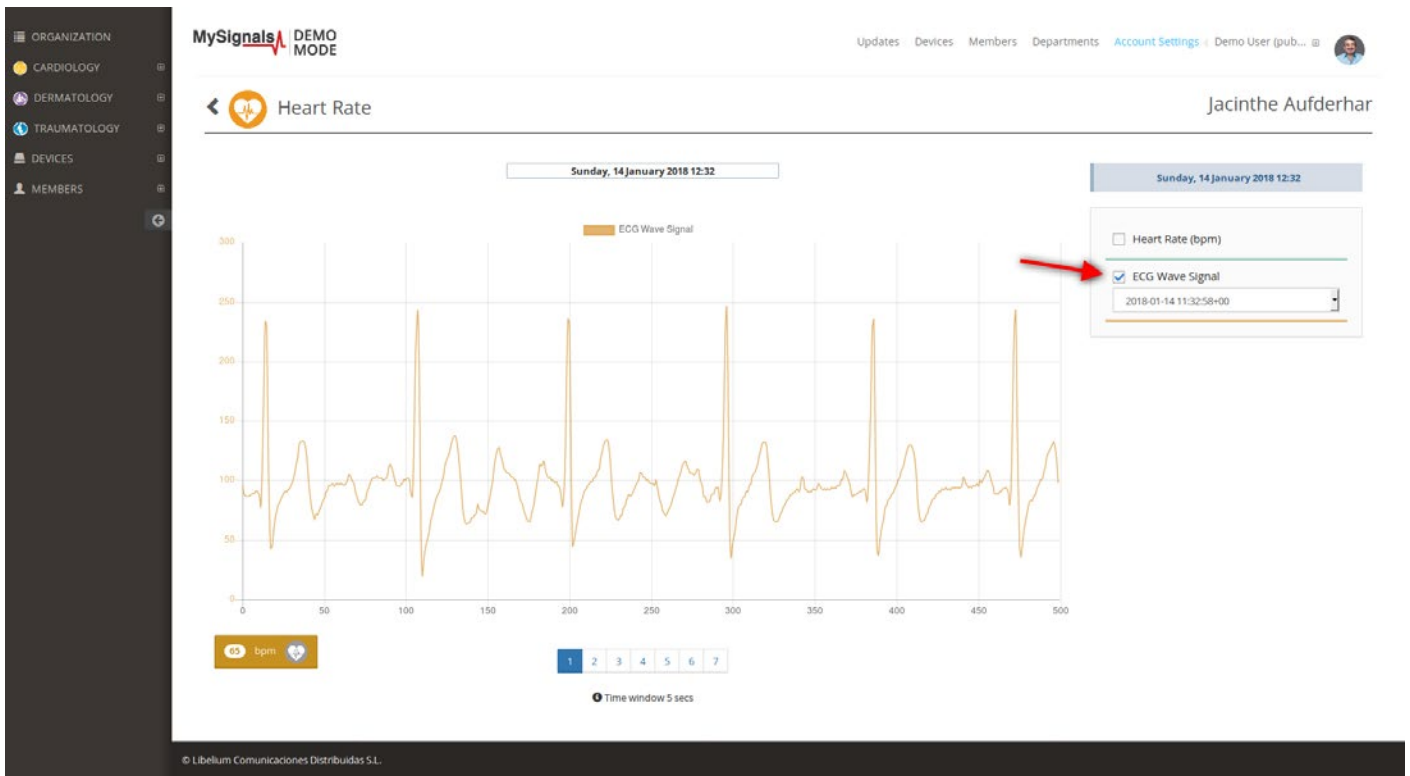 ORGANIZATION
CARDIOLOGY
DERMATOLOGY
TRAUMATOLOGY
DEVICES
MEMBERS
MySignals DEMO MODE
Updates Devices Members Departments Account Settings Demo User (pub...
Heart Rate
Jacinthe Aufderhar
Sunday, 14 January 2018 12:32
Sunday, 14 January 2018 12:32
ECG Wave Signal
Heart Rate (bpm)
ECG Wave Signal
2018-01-14 11:32:58+00
300
250
200
150
100
50
0
0 50 100 150 200 250 300 350 400 450 500
65 bpm
1 2 3 4 5 6 7
Time window 5 secs
© Libelium Comunicaciones Distribuidas S.L.